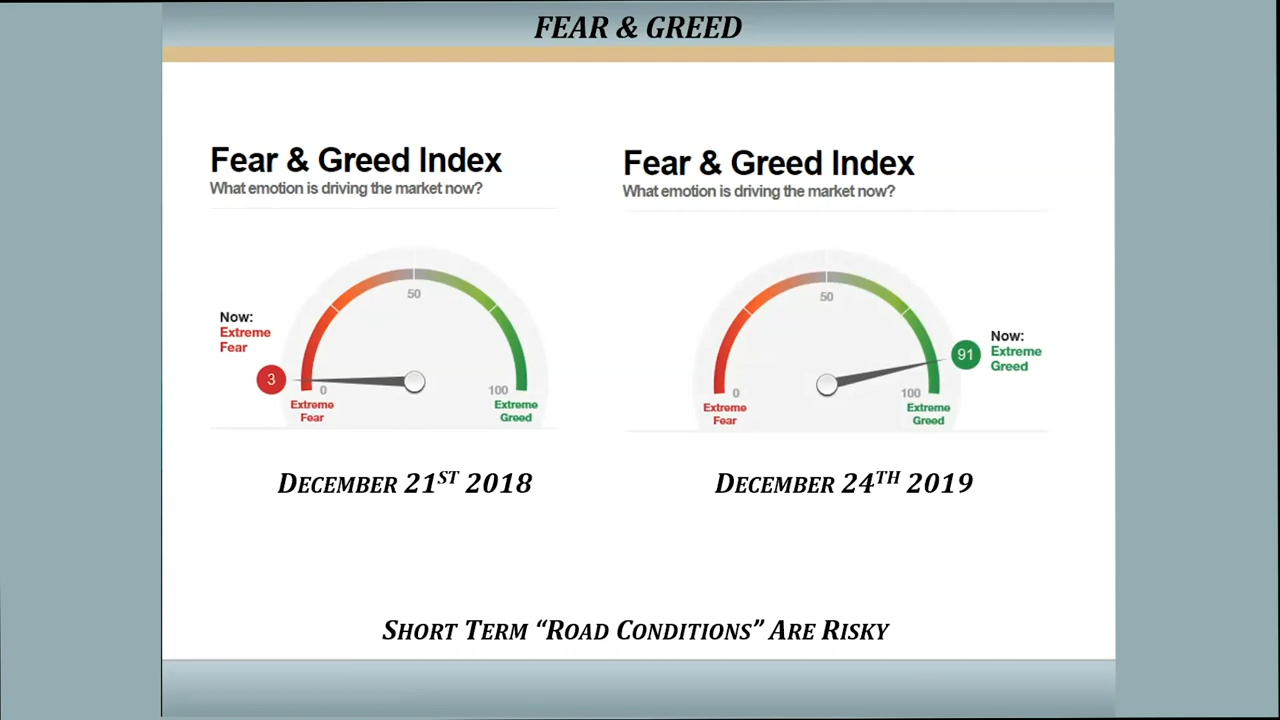 FEAR & GREED
Fear & Greed Index
What emotion is driving the market now?
Now:
Extreme
Fear
3
50
0
100
Extreme
Fear
Extreme
Greed
DECEMBER 21ST 2018
Fear & Greed Index
What emotion is driving the market now?
50
Now:
Extreme
Greed
91
0
100
Extreme
Fear
Extreme
Greed
DECEMBER 24TH 2019
SHORT TERM “ROAD CONDITIONS” ARE RISKY